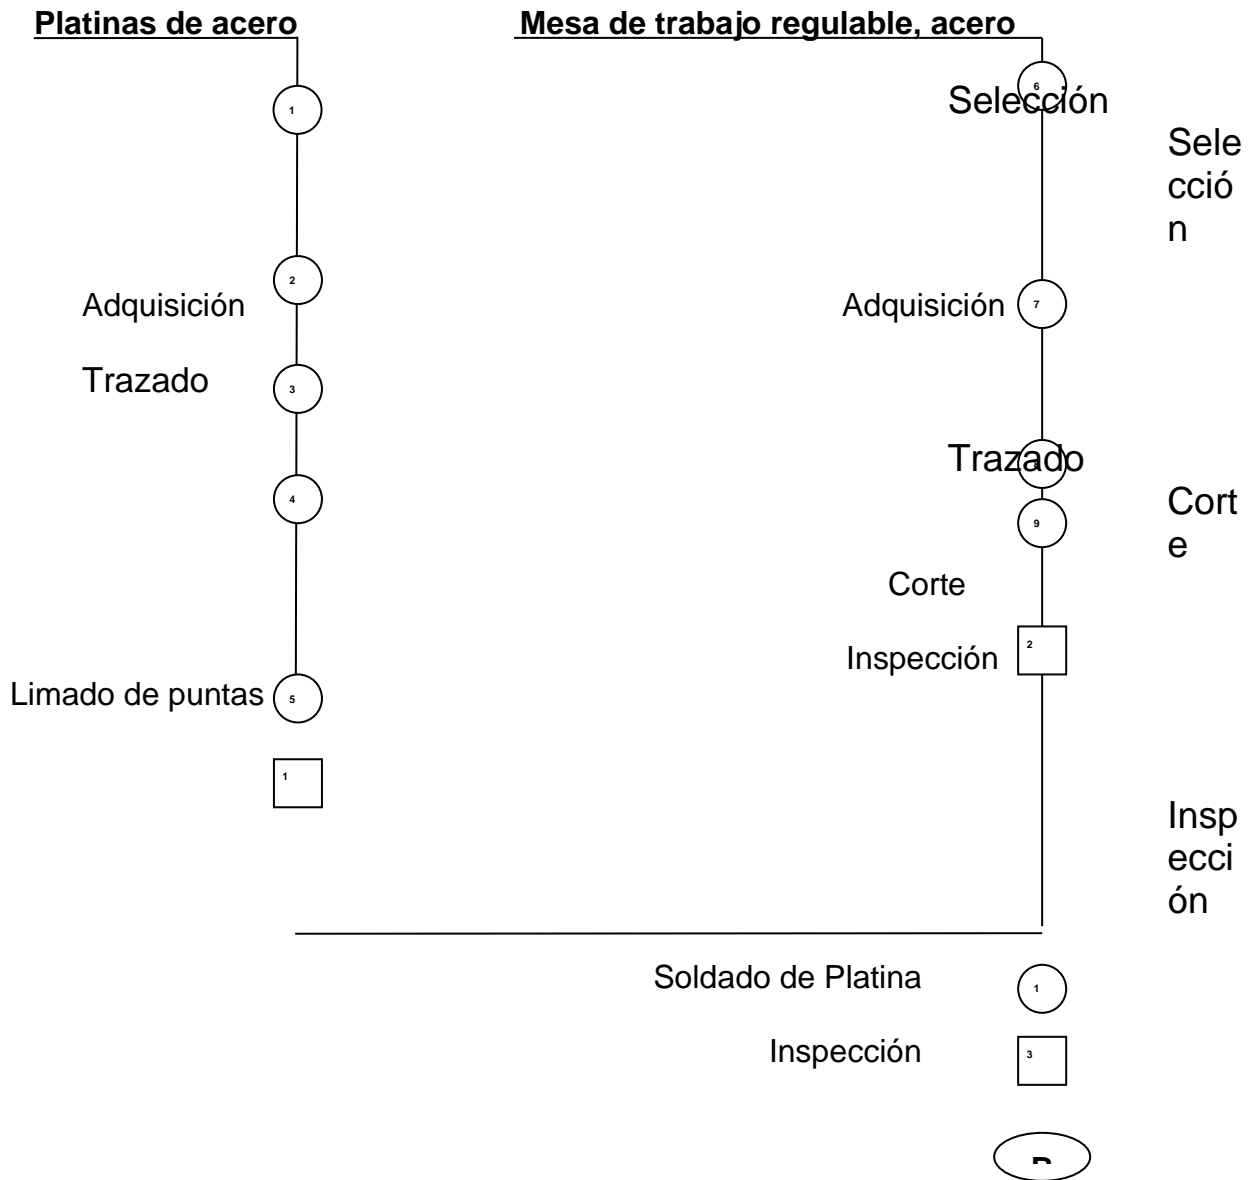 Platinas de acero
Mesa de trabajo regulable, acero
6
Selección
1
Sele
cció
n
2
Adquisición
Adquisición
7
Trazado
3
Trazado
4
Cort
e
9
Corte
2
Inspección
Limado de puntas
5
1
Insp
ecci
ón
Soldado de Platina
1
Inspección
3